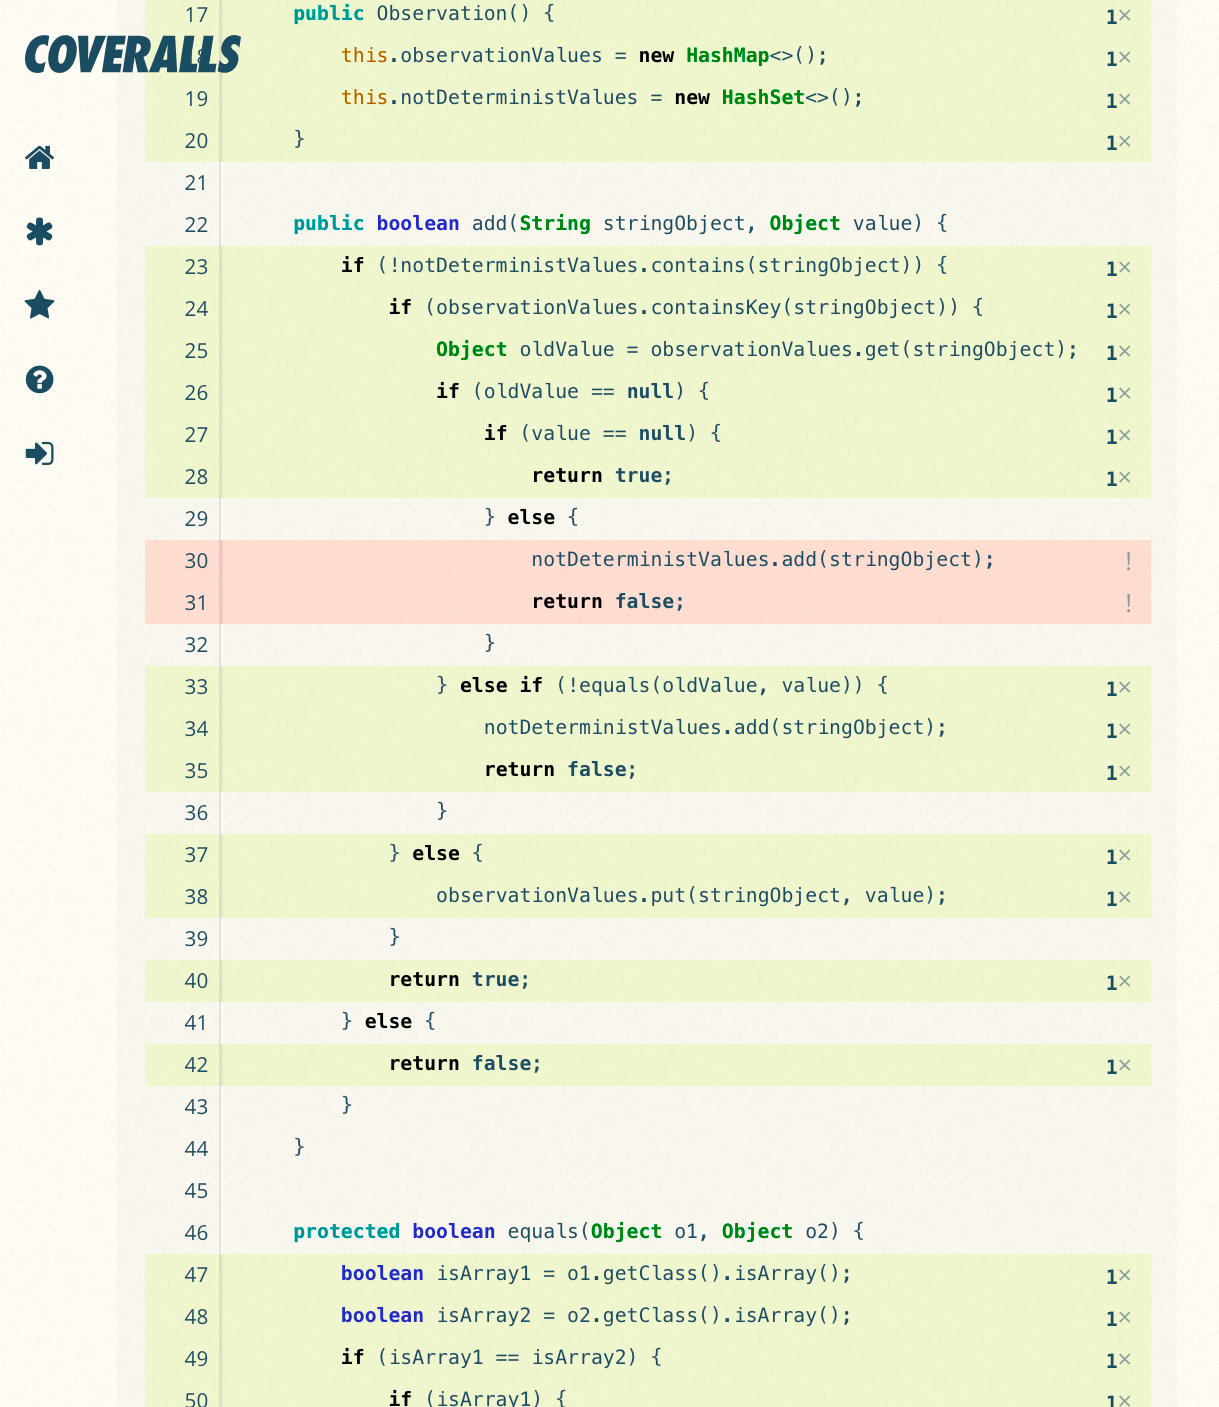 17 public Observation() { 1×
COVERALLS
8 this.observationValues = new HashMap<>(); 1×
19 this.notDeterministValues = new HashSet<>(); 1×
20 } 1×
21
22 public boolean add(String stringObject, Object value) {
23 if (!notDeterministValues.contains(stringObject)) { 1×
24 if (observationValues.containsKey(stringObject)) { 1×
25 Object oldValue = observationValues.get(stringObject); 1×
26 if (oldValue == null) { 1×
27 if (value == null) { 1×
28 return true; 1×
29 } else {
30 notDeterministValues.add(stringObject); !
31 return false; !
32 }
33 } else if (!equals(oldValue, value)) { 1×
34 notDeterministValues.add(stringObject); 1×
35 return false; 1×
36 }
37 } else { 1×
38 observationValues.put(stringObject, value); 1×
39 }
40 return true; 1×
41 } else {
42 return false; 1×
43 }
44 }
45
46 protected boolean equals(Object o1, Object o2) {
47 boolean isArray1 = o1.getClass().isArray(); 1×
48 boolean isArray2 = o2.getClass().isArray(); 1×
49 if (isArray1 == isArray2) { 1×
50 if (isArray1) { 1×